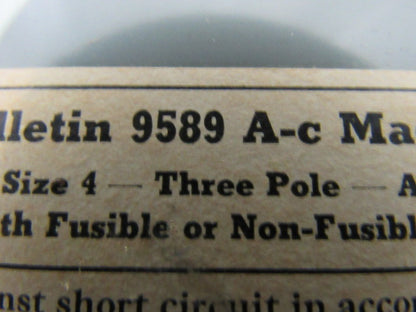 lletin 9589 A-c Ma
Size 4 — Three Pole — A
th Fusible or Non-Fusibl
nst short circuit in acco